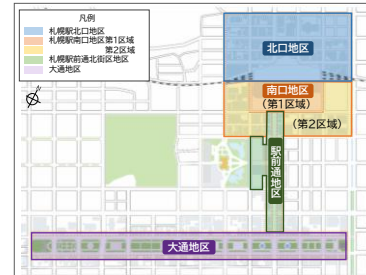 凡例
札幌駅北口地区
札幌駅南口地区第1区域
第2区域
札幌駅前通北街区地区
大通地区
北口地区
南口地区
（第1区域）
（第2区域）
駅前通地区
大通地区